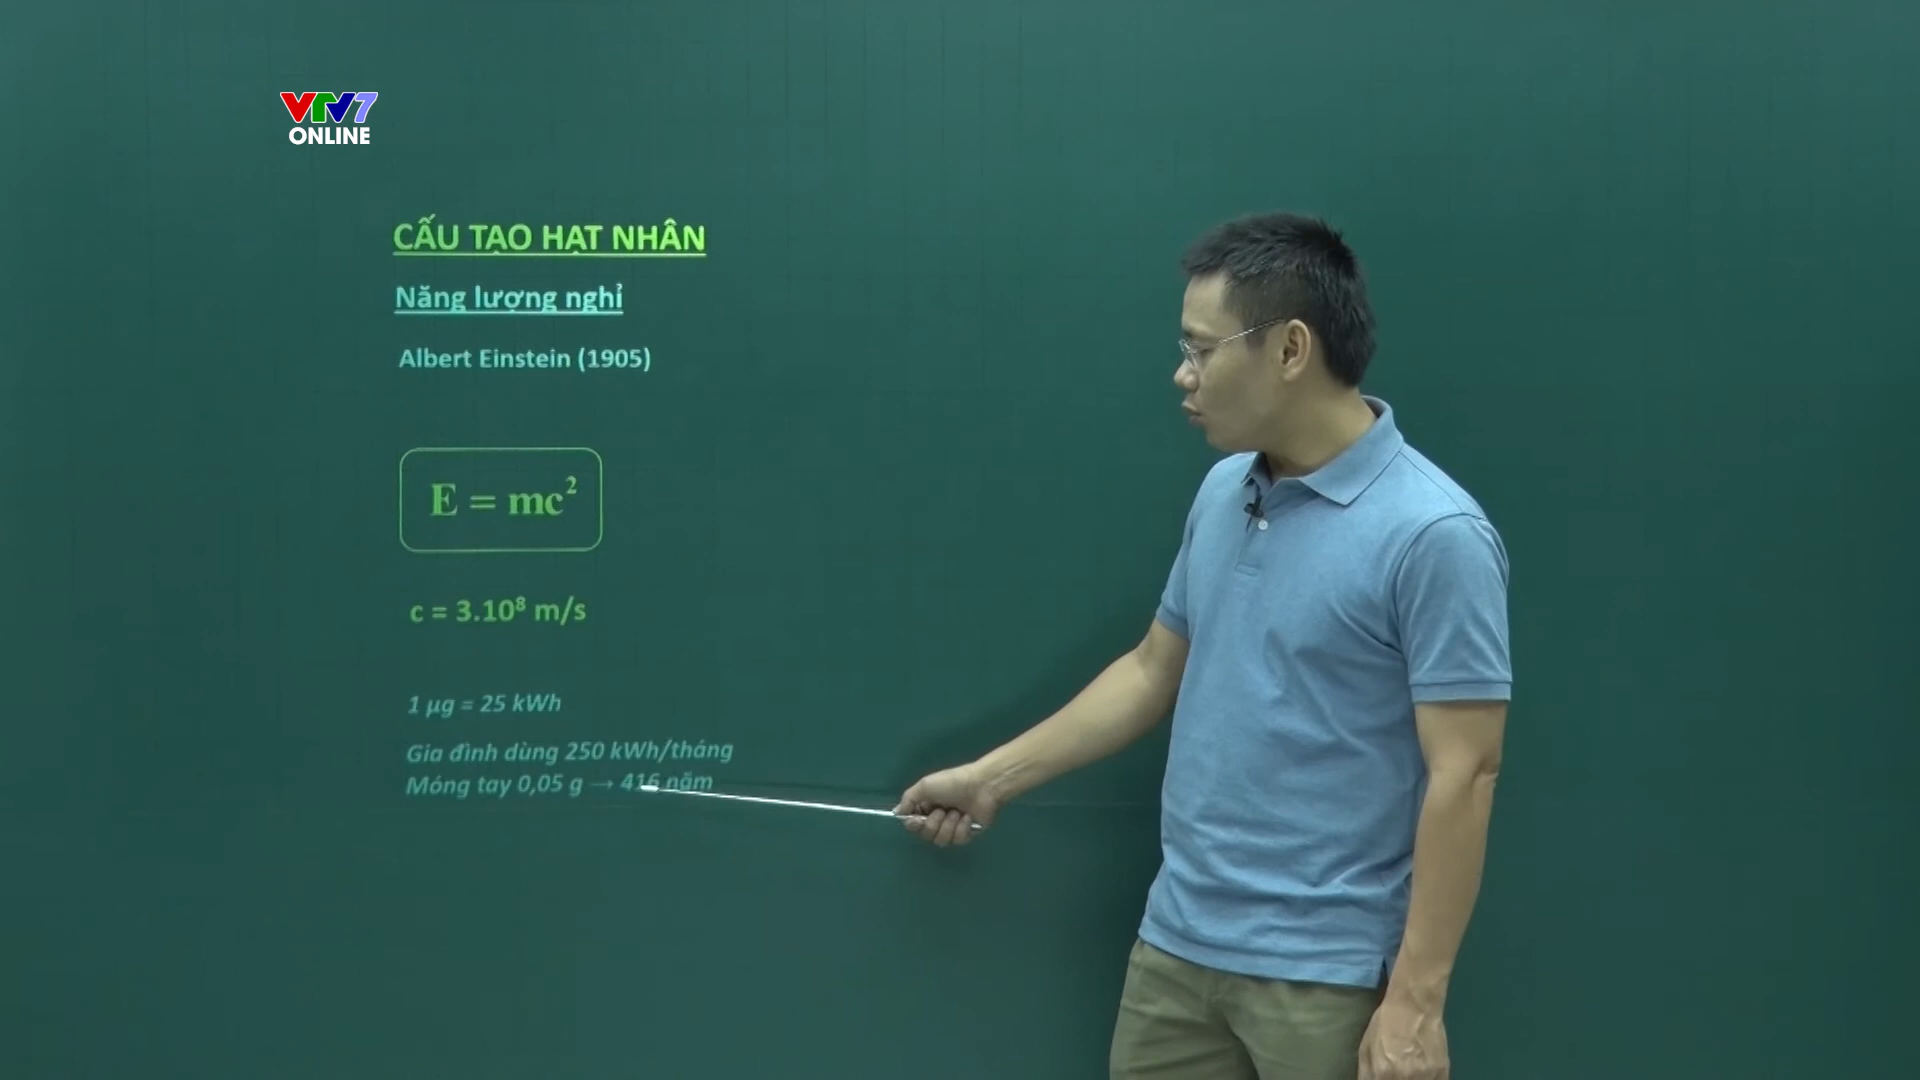 VTV7
ONLINE
CẤU TẠO HẠT NHÂN
Năng lượng nghỉ
Albert Einstein (1905)
E = mc²
c = 3.10⁸ m/s
1 μg = 25 kWh
Gia đình dùng 250 kWh/tháng
Móng tay 0,05 g → 416 năm